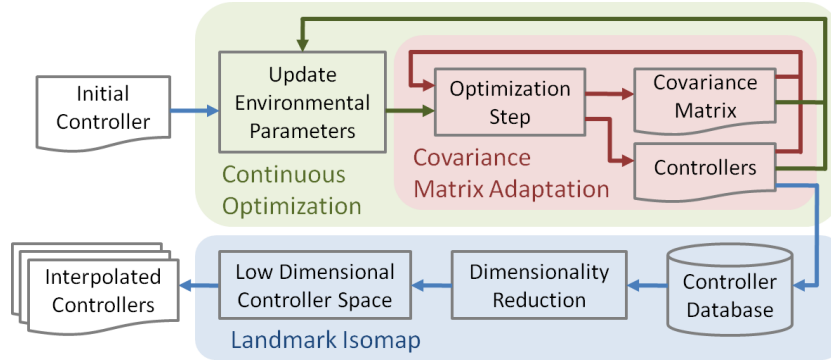 Initial
Controller
Update
Environmental
Parameters
Optimization
Step
Covariance
Matrix
Controllers
Continuous
Optimization
Covariance
Matrix Adaptation
Interpolated
Controllers
Low Dimensional
Controller Space
Dimensionality
Reduction
Controller
Database
Landmark Isomap